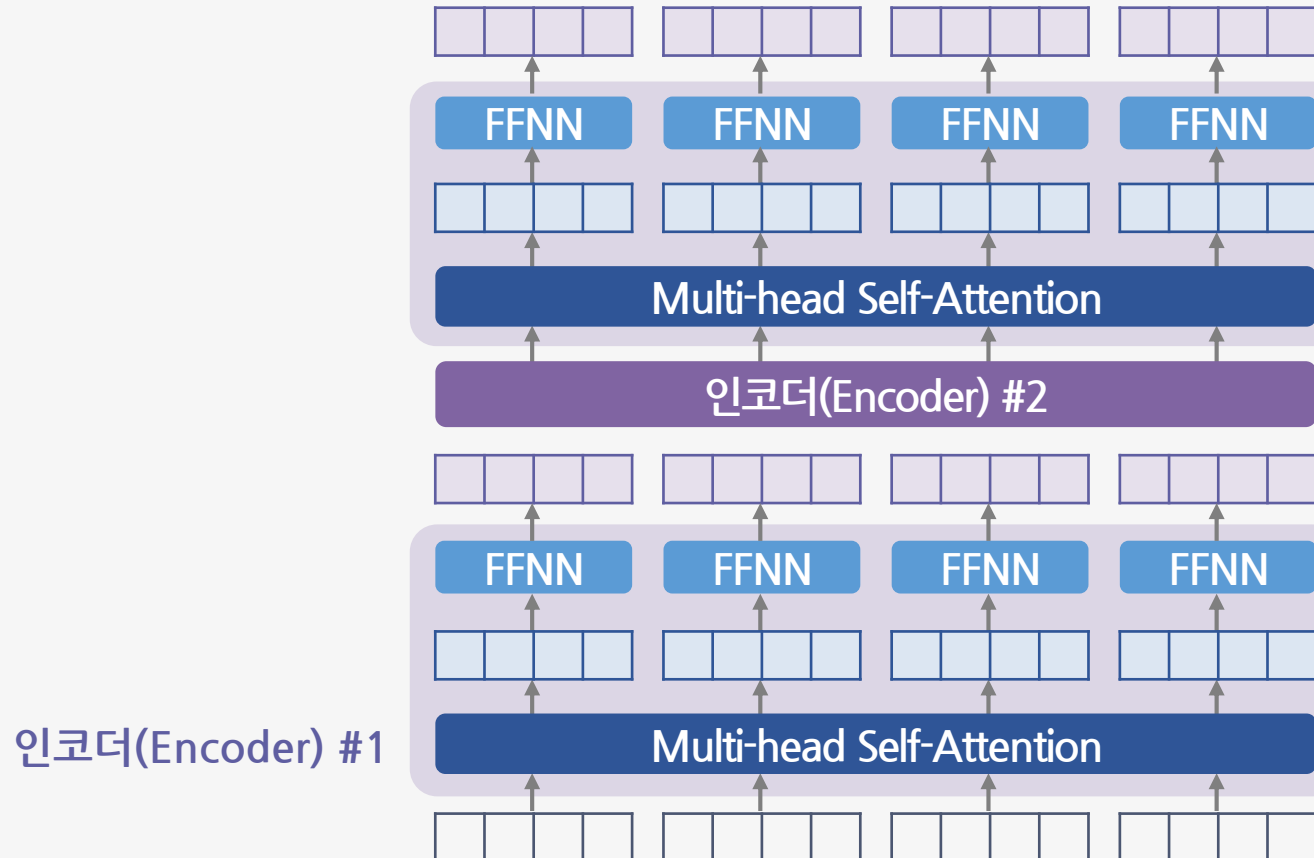 FFNN FFNN FFNN FFNN
Multi-head Self-Attention
인코더(Encoder) #2
FFNN FFNN FFNN FFNN
인코더(Encoder) #1
Multi-head Self-Attention